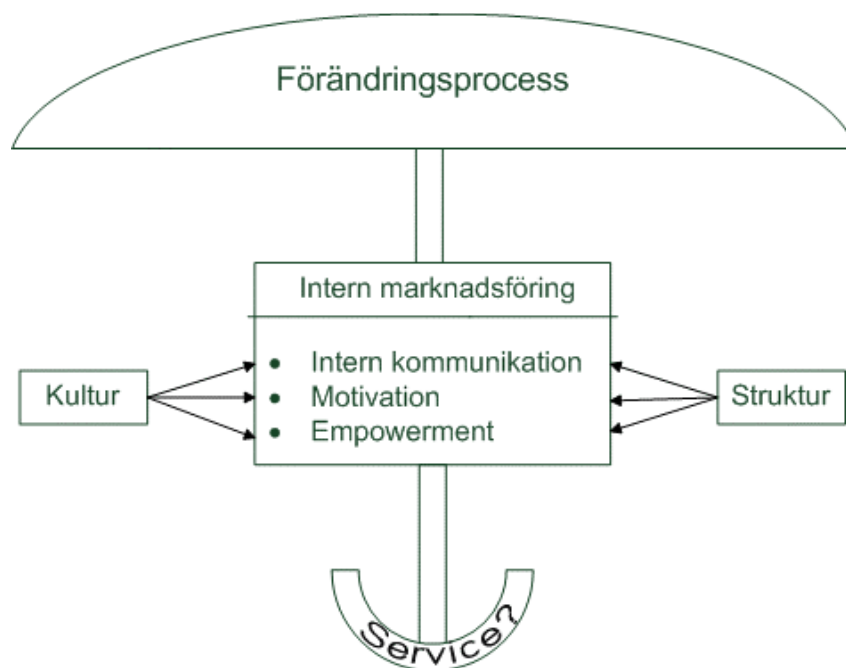 Förändringsprocess
Intern marknadsföring
• Intern kommunikation
Kultur
• Motivation
Struktur
• Empowerment
Service?